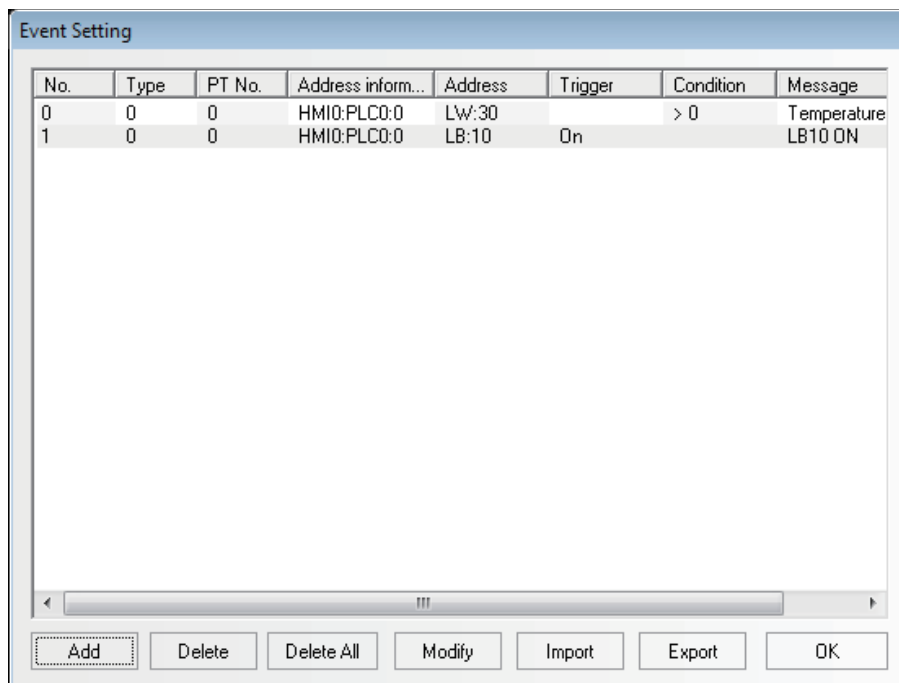 Event Setting
No. Type PT No. Address inform... Address Trigger Condition Message
0 0 0 HMI0:PLC0:0 LW:30 > 0 Temperature
1 0 0 HMI0:PLC0:0 LB:10 On LB10 ON
Add Delete Delete All Modify Import Export OK